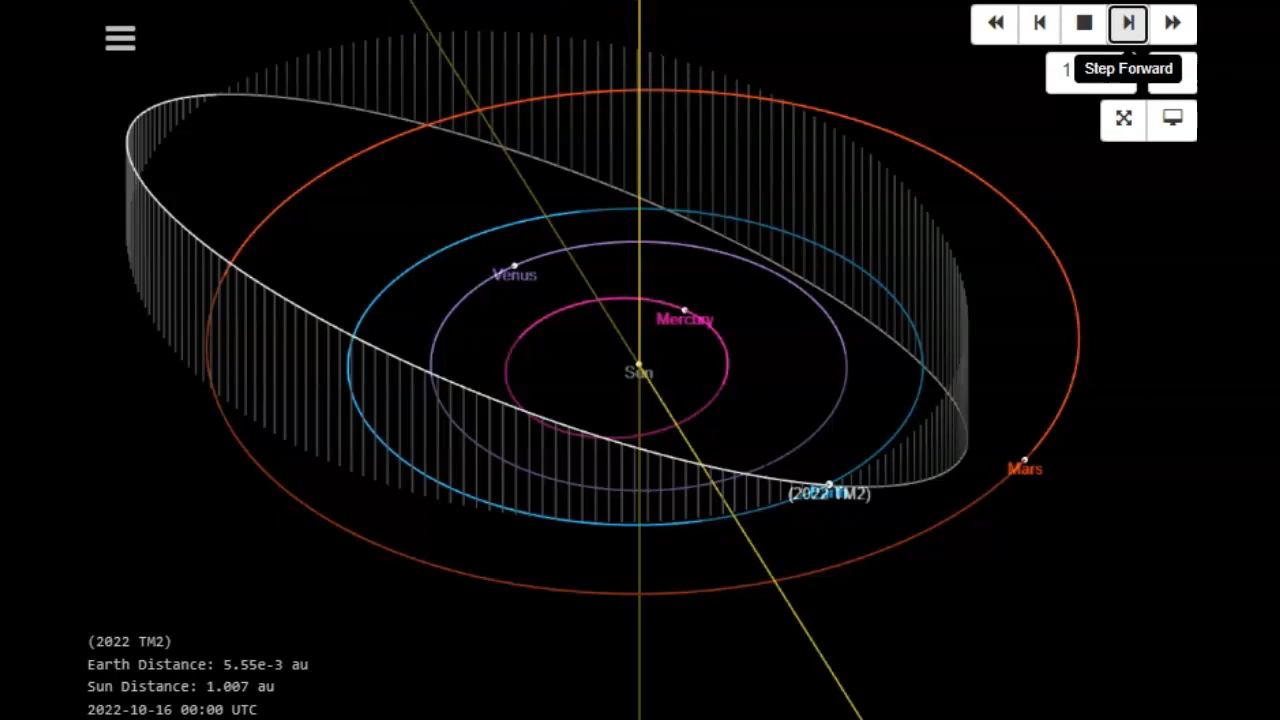 1
Step Forward
Venus
Mercury
Sun
Mars
(2022 TM2)
(2022 TM2)
Earth Distance: 5.55e-3 au
Sun Distance: 1.007 au
2022-10-16 00:00 UTC